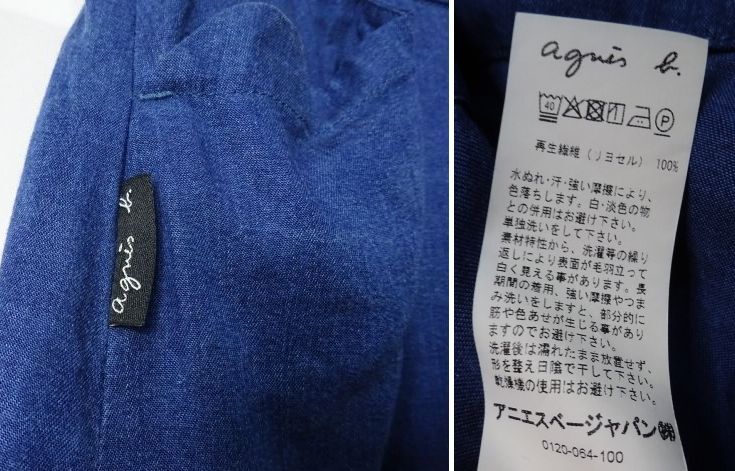 agnès b.
agnès b.
40
P
再生繊維（リヨセル） 100%
水ぬれ・汗・強い摩擦により、
色落ちします。白・淡色の物
との併用はお避け下さい。
単独洗いをして下さい。
素材特性から、洗濯等の繰り
返しにより表面が毛羽立って
白く見える事があります。長
期間の着用、強い摩擦やつま
み洗いをしますと、部分的に
筋や色あせが生じる事があり
ますのでお避け下さい。
洗濯後は濡れたまま放置せず、
形を整え日陰で干して下さい。
乾燥機の使用はお避け下さい。
アニエスベージャパン㈱
0120-064-100